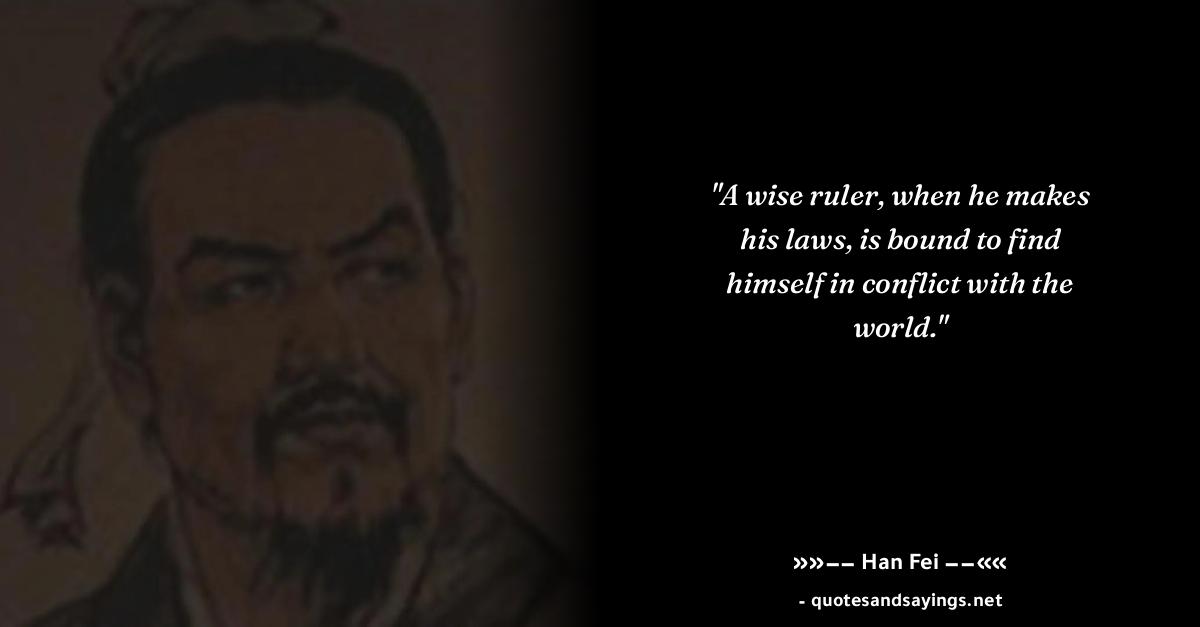 "A wise ruler, when he makes
his laws, is bound to find
himself in conflict with the
world."
»»–– Han Fei ––««
- quotesandsayings.net